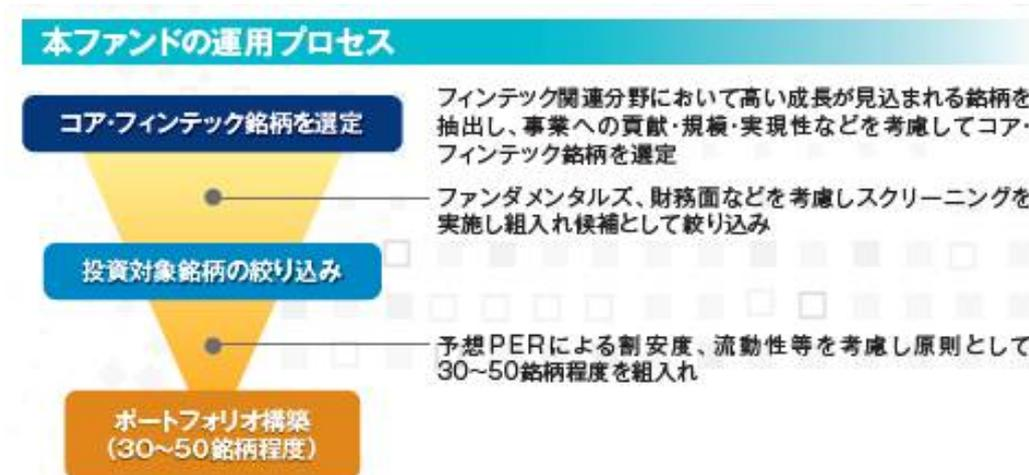 本ファンドの運用プロセス
コア・フィンテック銘柄を選定
フィンテック関連分野において高い成長が見込まれる銘柄を
抽出し、事業への貢献・規模・実現性などを考慮してコア・
フィンテック銘柄を選定
ファンダメンタルズ、財務面などを考慮しスクリーニングを
実施し組入れ候補として絞り込み
投資対象銘柄の絞り込み
予想PERによる割安度、流動性等を考慮し原則として
30～50銘柄程度を組入れ
ポートフォリオ構築
(30～50銘柄程度)